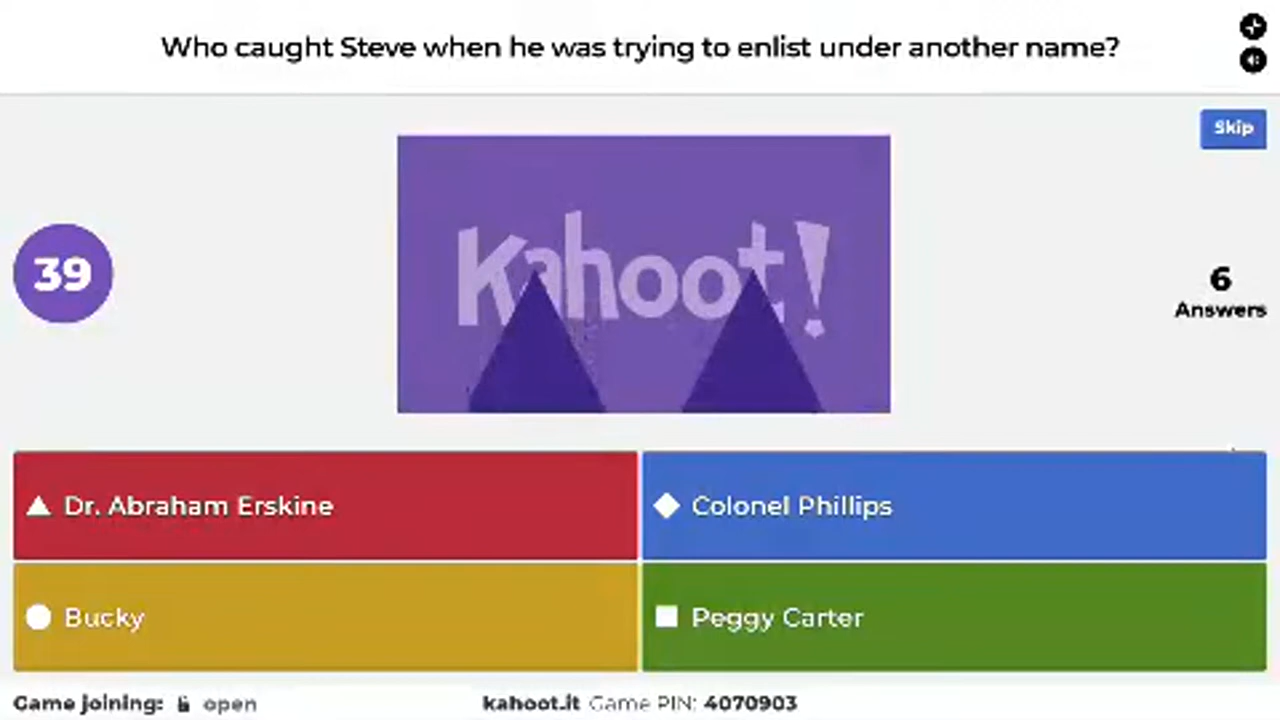 Who caught Steve when he was trying to enlist under another name?
Skip
39
Kahoot!
6
Answers
Dr. Abraham Erskine
Colonel Phillips
Bucky
Peggy Carter
Game joining: open
kahoot.it Game PIN: 4070903